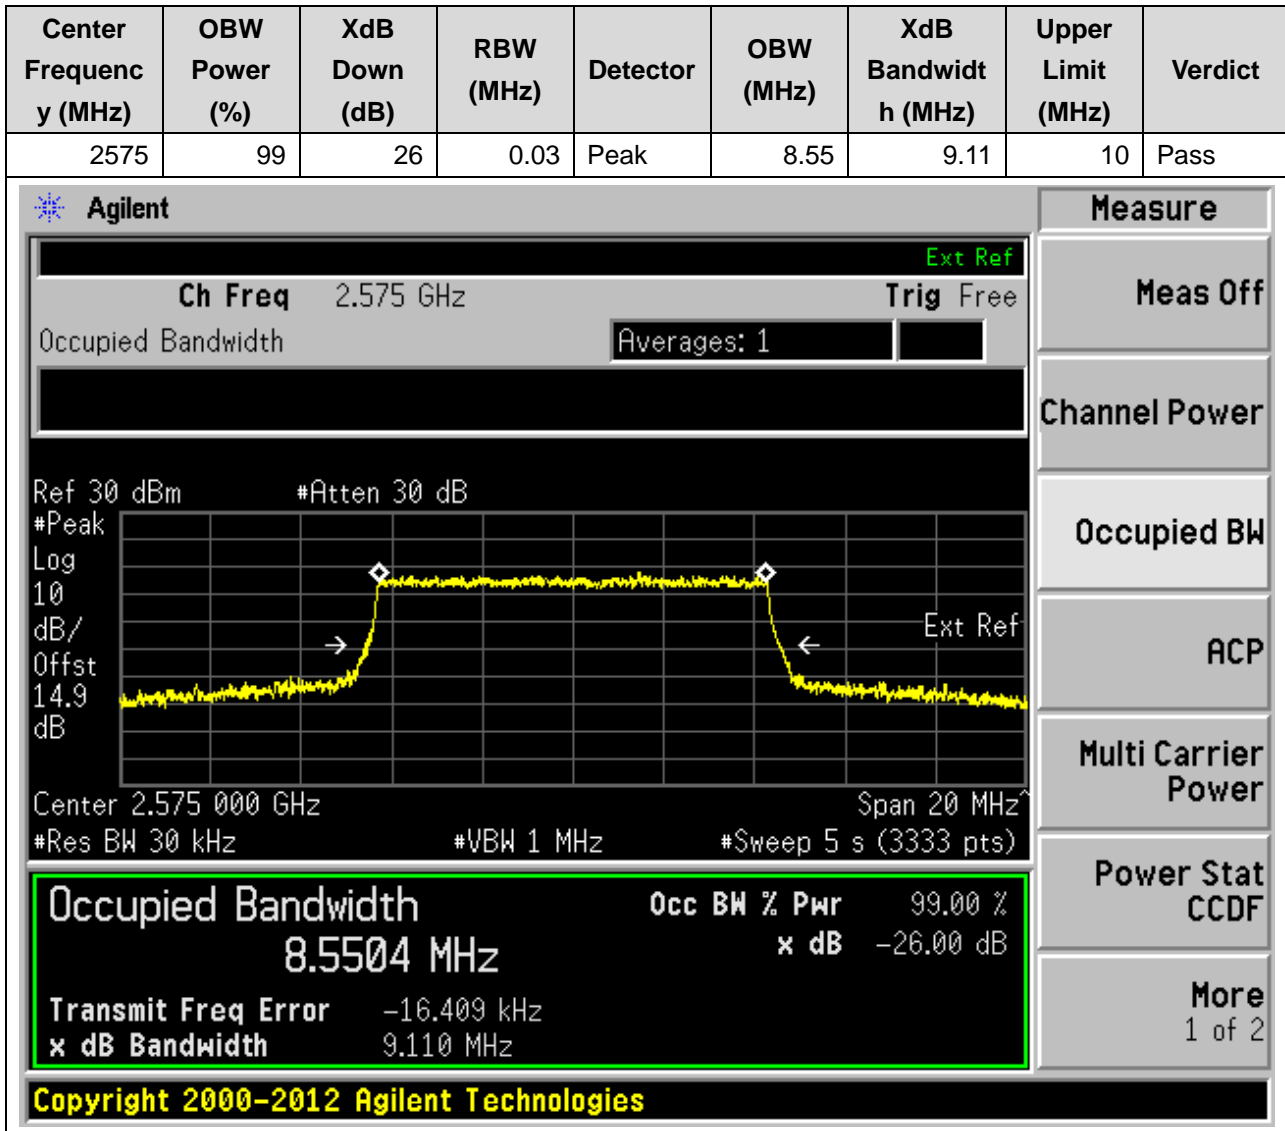 Center Frequenc y (MHz) OBW Power (%) XdB Down (dB) RBW (MHz) Detector OBW (MHz) XdB Bandwidt h (MHz) Upper Limit (MHz) Verdict
2575 99 26 0.03 Peak 8.55 9.11 10 Pass
Agilent
Measure
Ext Ref
Ch Freq 2.575 GHz Trig Free
Meas Off
Occupied Bandwidth
Averages: 1
Channel Power
Ref 30 dBm #Atten 30 dB
#Peak
Log
10
dB/
Offst
14.9
dB
Ext Ref
Occupied BW
ACP
Center 2.575 000 GHz Span 20 MHz^
#Res BW 30 kHz #VBW 1 MHz #Sweep 5 s (3333 pts)
Multi Carrier
Power
Occupied Bandwidth
8.5504 MHz
Occ BW % Pwr 99.00 %
x dB -26.00 dB
Transmit Freq Error -16.409 kHz
x dB Bandwidth 9.110 MHz
Power Stat
CCDF
More
1 of 2
Copyright 2000-2012 Agilent Technologies